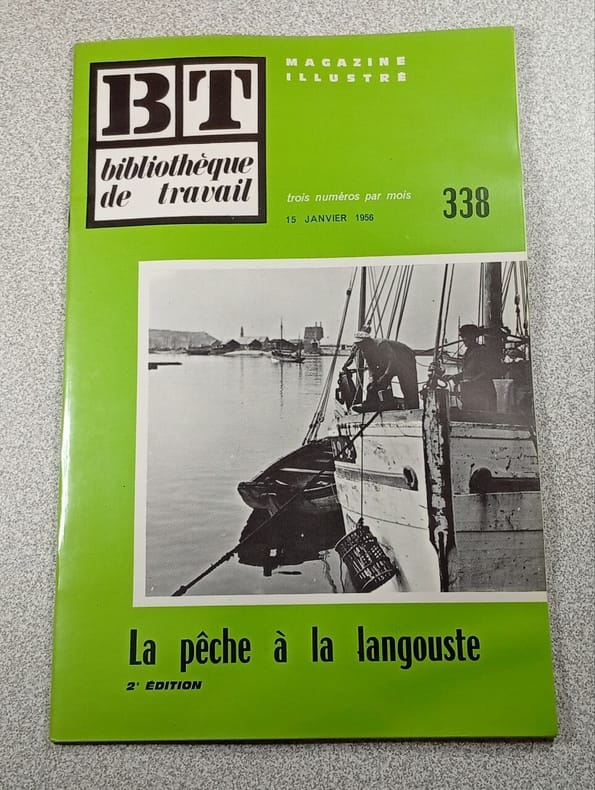 BT
bibliothèque
de travail
MAGAZINE
ILLUSTRÉ
trois numéros par mois
15 JANVIER 1956
338
La pêche à la langouste
2e ÉDITION